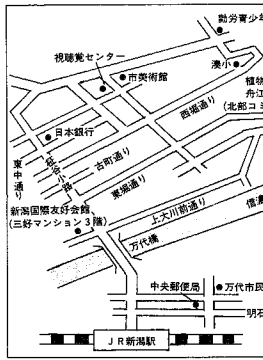 勤労青少年
視聴覚センター
湊小
市美術館
植物
舟江
(北部コミ
日本銀行
西堀通り
古町通り
東中通り
柾谷小路
東堀通り
新潟国際友好会館
(三好マンション3階)
上大川前通り
信濃
万代橋
中央郵便局
万代市民
明石
JR新潟駅